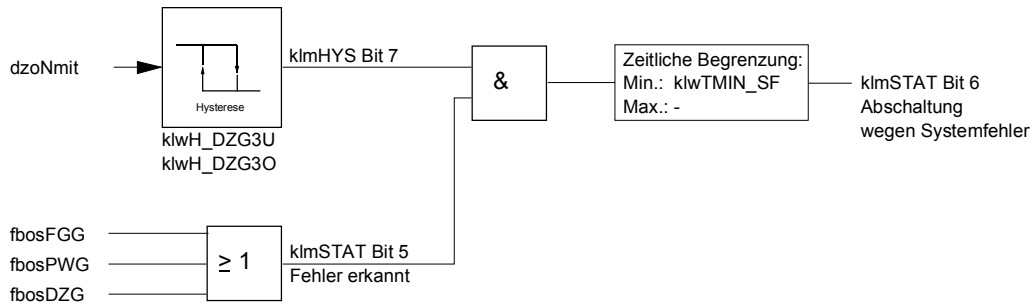 dzoNmit
Hysterese
klwH_DZG3U
klwH_DZG3O
klmHYS Bit 7
&
Zeitliche Begrenzung:
Min.: klwTMIN_SF
Max.: -
klmSTAT Bit 6
Abschaltung
wegen Systemfehler
fbosFGG
fbosPWG
fbosDZG
≥ 1
klmSTAT Bit 5
Fehler erkannt